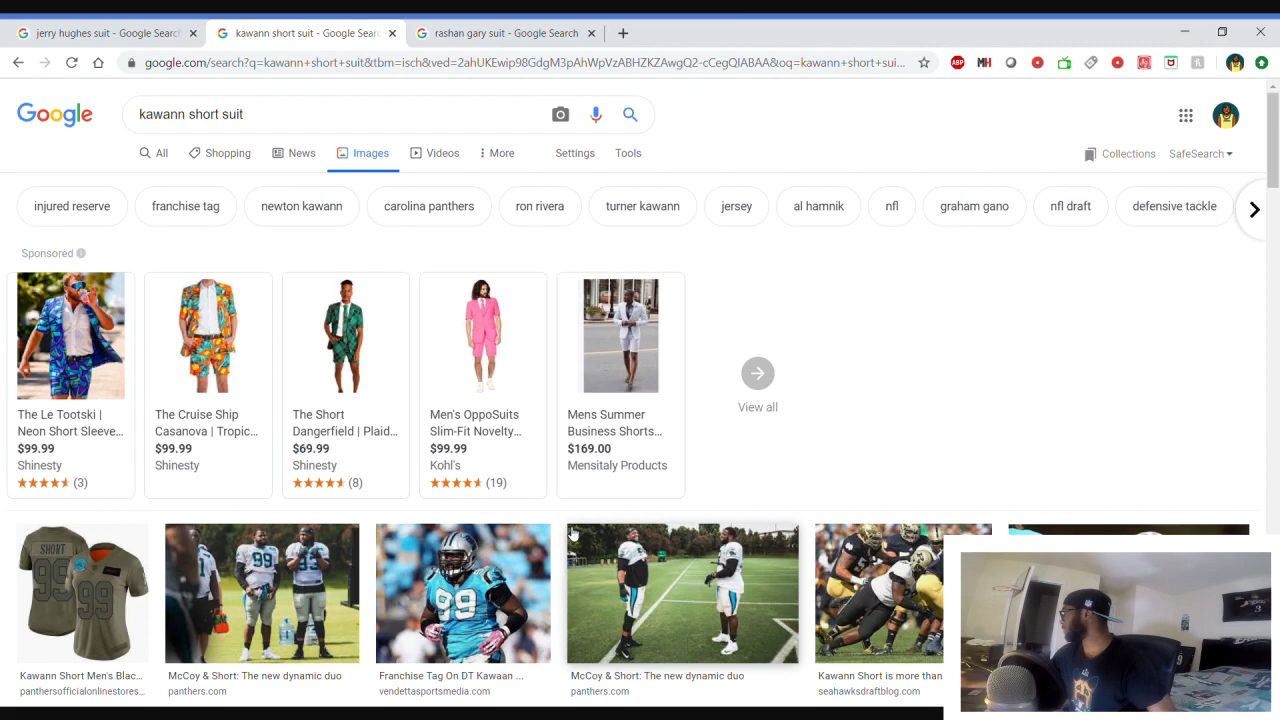 jerry hughes suit - Google Search
kawann short suit - Google Search
rashan gary suit - Google Search
google.com/search?q=kawann+short+suit&tbm=isch&ved=2ahUKEwip98GdgM3pAhWpVzABHZKZAwgQ2-cCegQIABAA&oq=kawann+short+sui...
ABP
MH
Google
kawann short suit
All
Shopping
News
Images
Videos
More
Settings
Tools
Collections
SafeSearch
injured reserve
franchise tag
newton kawann
carolina panthers
ron rivera
turner kawann
jersey
al hamnik
nfl
graham gano
nfl draft
defensive tackle
Sponsored
The Le Tootski |
Neon Short Sleeve...
$99.99
Shinesty
(3)
The Cruise Ship
Casanova | Tropic...
$99.99
Shinesty
The Short
Dangerfield | Plaid...
$69.99
Shinesty
(8)
Men's OppoSuits
Slim-Fit Novelty...
$99.99
Kohl's
(19)
Mens Summer
Business Shorts...
$169.00
Mensitaly Products
View all
SHORT
99
99
99
93
99
Kawann Short Men's Blac...
panthersofficialonlinestores...
McCoy & Short: The new dynamic duo
panthers.com
Franchise Tag On DT Kawaan ...
vendettasportsmedia.com
McCoy & Short: The new dynamic duo
panthers.com
Kawann Short is more than
seahawksdraftblog.com